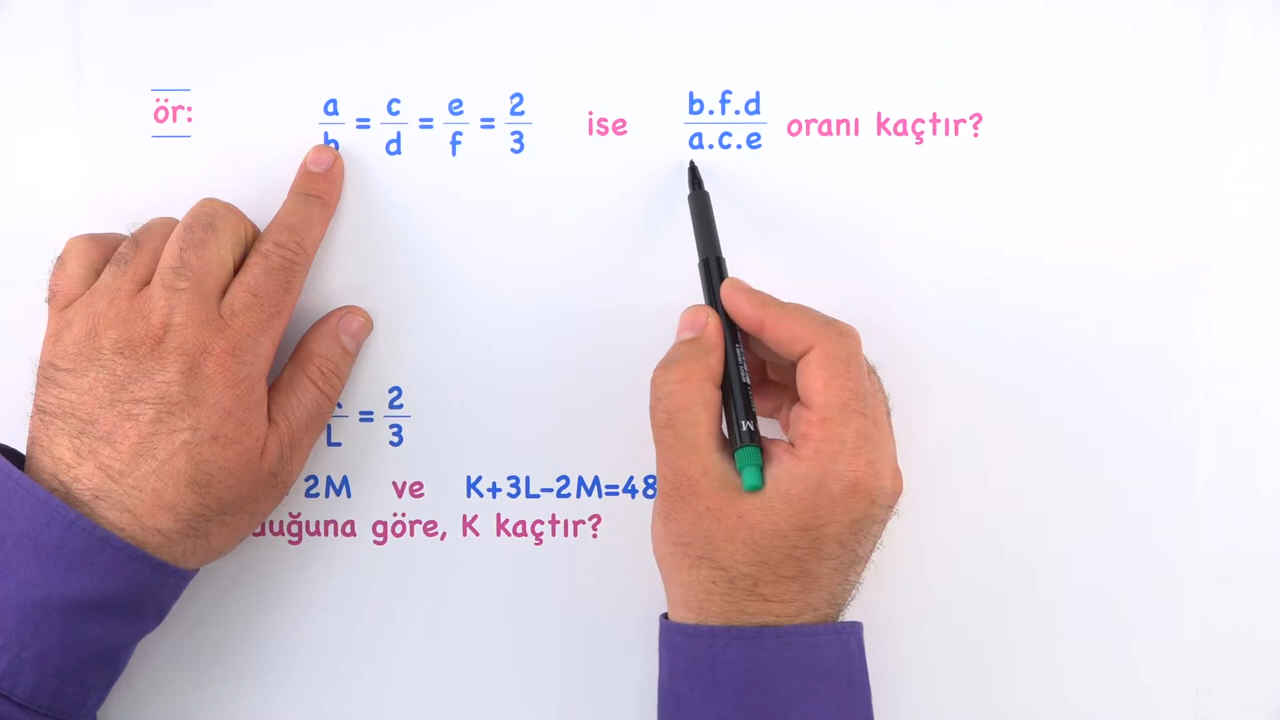 ör: a/b = c/d = e/f = 2/3 ise b.f.d/a.c.e oranı kaçtır?
L = 2/3
2M ve K+3L-2M=48
duğuna göre, K kaçtır?
M